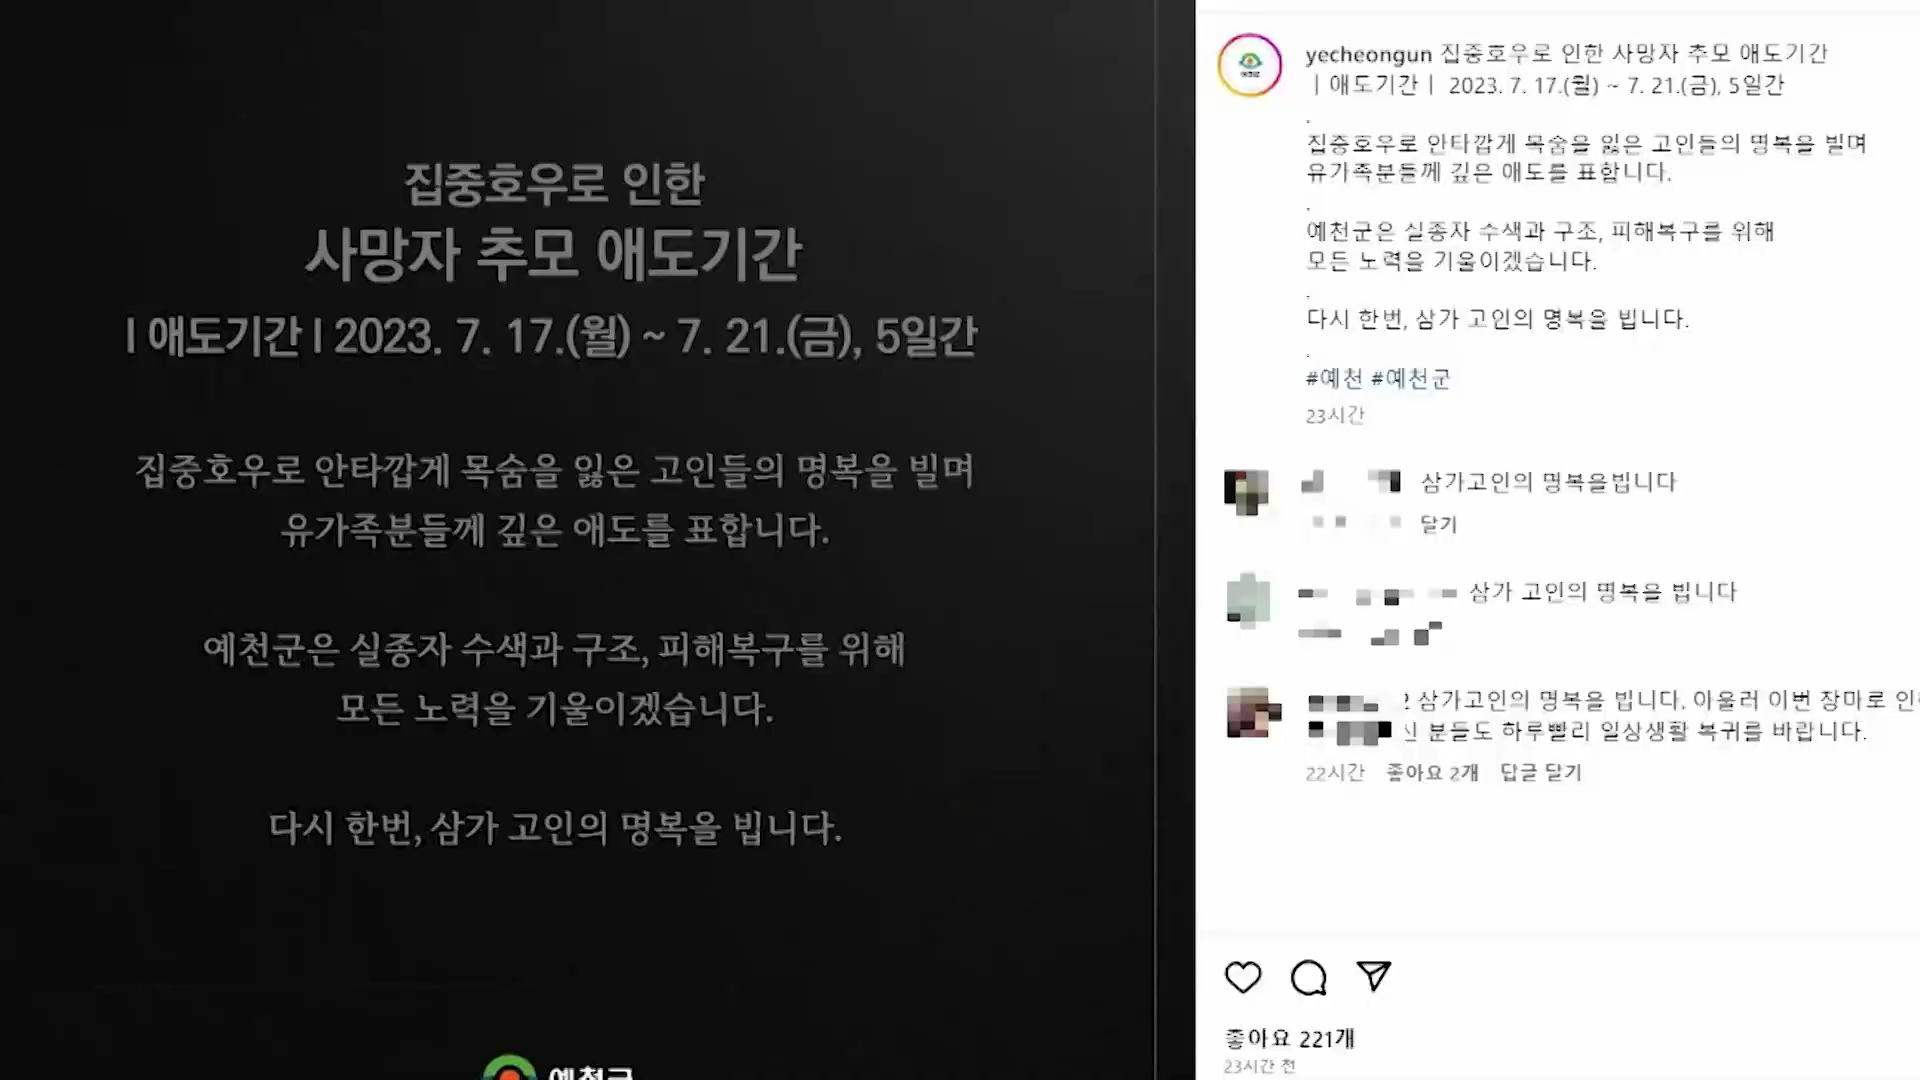 집중호우로 인한
사망자 추모 애도기간
| 애도기간 | 2023. 7. 17.(월) ~ 7. 21.(금), 5일간
집중호우로 안타깝게 목숨을 잃은 고인들의 명복을 빌며
유가족분들께 깊은 애도를 표합니다.
예천군은 실종자 수색과 구조, 피해복구를 위해
모든 노력을 기울이겠습니다.
다시 한번, 삼가 고인의 명복을 빕니다.
예천군
yecheongun 집중호우로 인한 사망자 추모 애도기간
| 애도기간 | 2023. 7. 17.(월) ~ 7. 21.(금), 5일간
.
집중호우로 안타깝게 목숨을 잃은 고인들의 명복을 빌며
유가족분들께 깊은 애도를 표합니다.
.
예천군은 실종자 수색과 구조, 피해복구를 위해
모든 노력을 기울이겠습니다.
.
다시 한번, 삼가 고인의 명복을 빕니다.
.
#예천 #예천군
23시간
삼가고인의 명복을빕니다
달기
삼가 고인의 명복을 빕니다
삼가고인의 명복을 빕니다. 아울러 이번 장마로
분들도 하루빨리 일상생활 복귀를 바랍니다.
22시간 좋아요 2개 답글 달기
좋아요 221개
23시간 전